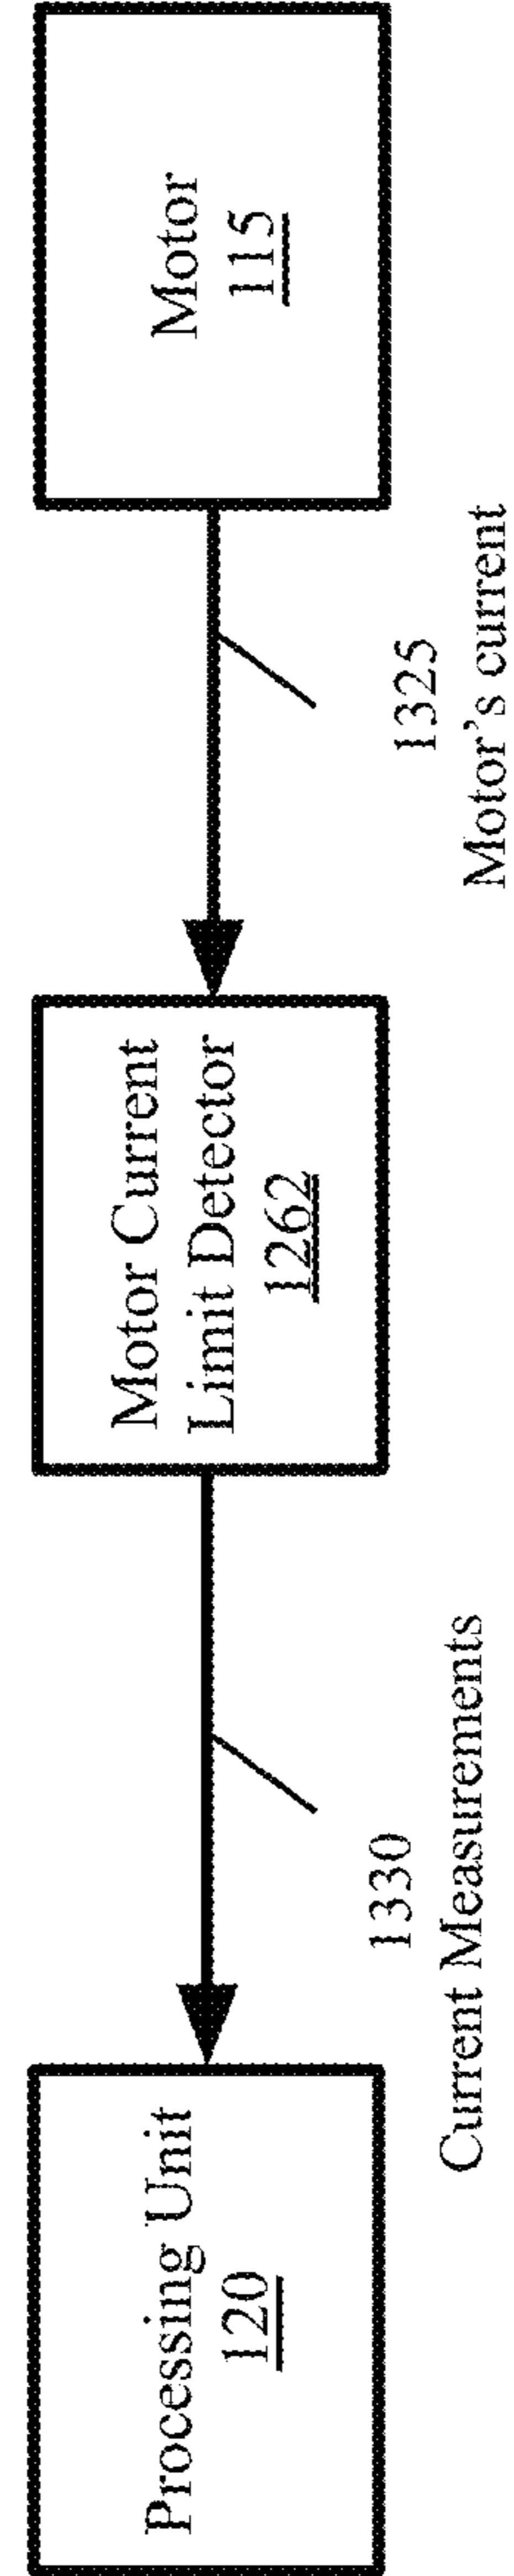 Processing Unit
120
1330
Current Measurements
Motor Current
Limit Detector
1262
1325
Motor's current
Motor
115